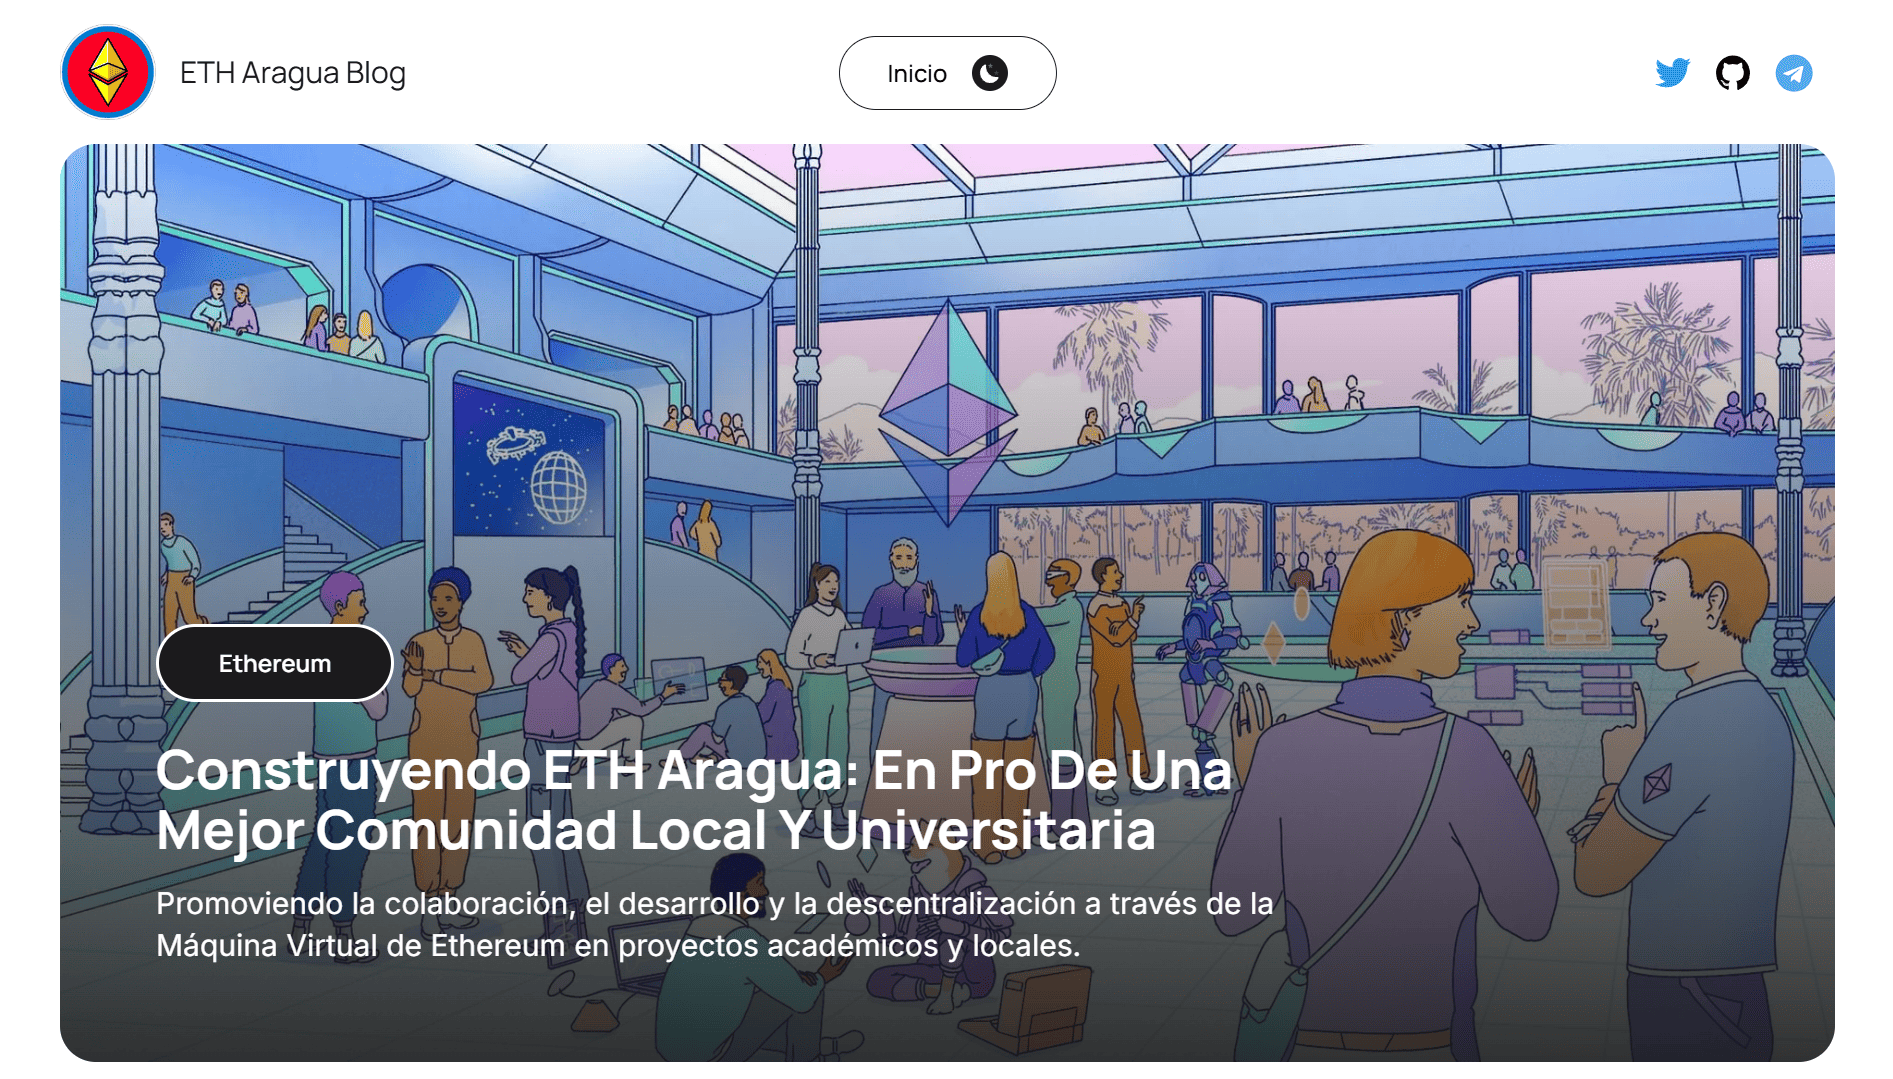 ETH Aragua Blog
Inicio
Ethereum
Construyendo ETH Aragua: En Pro De Una
Mejor Comunidad Local Y Universitaria
Promoviendo la colaboración, el desarrollo y la descentralización a través de la
Máquina Virtual de Ethereum en proyectos académicos y locales.